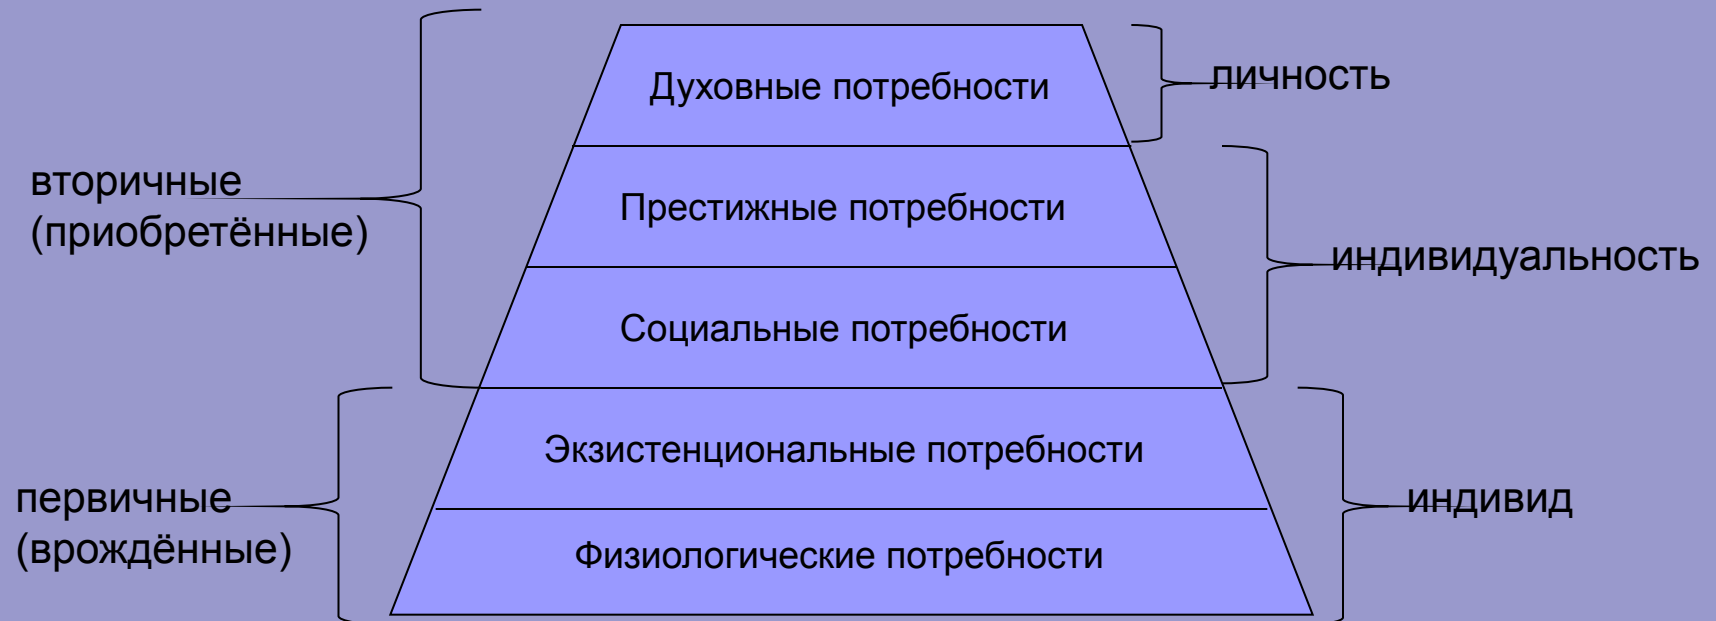 Духовные потребности
личность
вторичные
(приобретённые)
Престижные потребности
индивидуальность
Социальные потребности
Экзистенциональные потребности
первичные
(врождённые)
индивид
Физиологические потребности